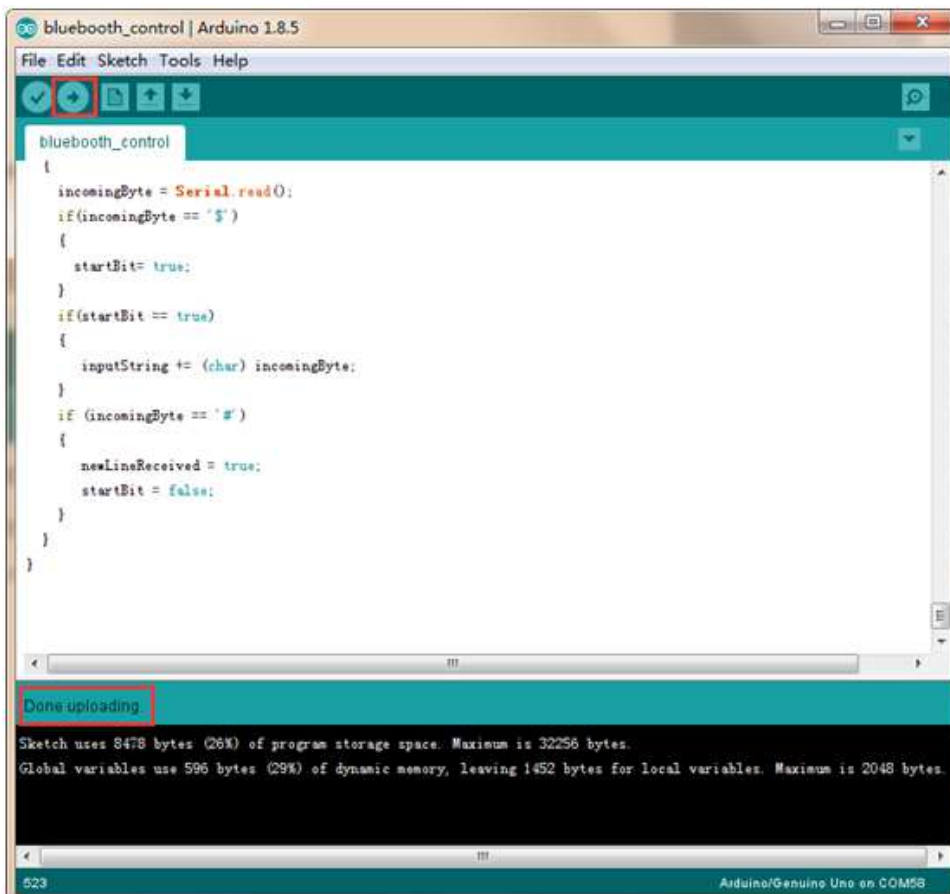 bluebooth_control | Arduino 1.8.5
File Edit Sketch Tools Help
bluebooth_control
{
incomingByte = Serial.read();
if(incomingByte == '$')
{
startBit= true;
}
if(startBit == true)
{
inputString += (char) incomingByte;
}
if (incomingByte == '#')
{
newLineReceived = true;
startBit = false;
}
}
}
Done uploading.
Sketch uses 8478 bytes (26%) of program storage space. Maximum is 32256 bytes.
Global variables use 596 bytes (29%) of dynamic memory, leaving 1452 bytes for local variables. Maximum is 2048 bytes.
523 Arduino/Genuino Uno on COM58